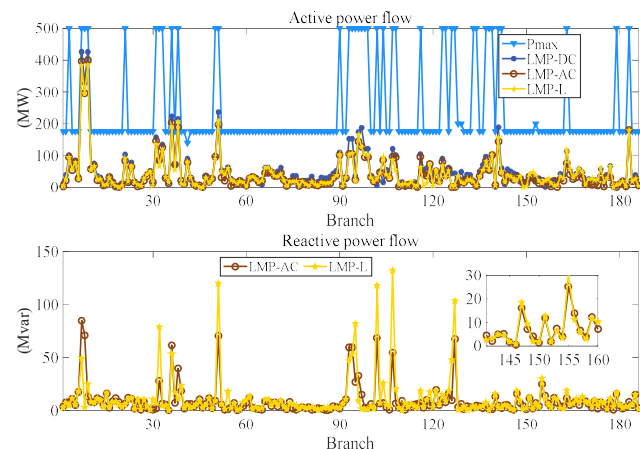 Active power flow
500
400
300
200
100
0
(MW)
Pmax
LMP-DC
LMP-AC
LMP-L
30 60 90 120 150 180
Branch
Reactive power flow
150
100
50
0
(Mvar)
LMP-AC LMP-L
30
20
10
0
145 150 155 160
30 60 90 120 150 180
Branch